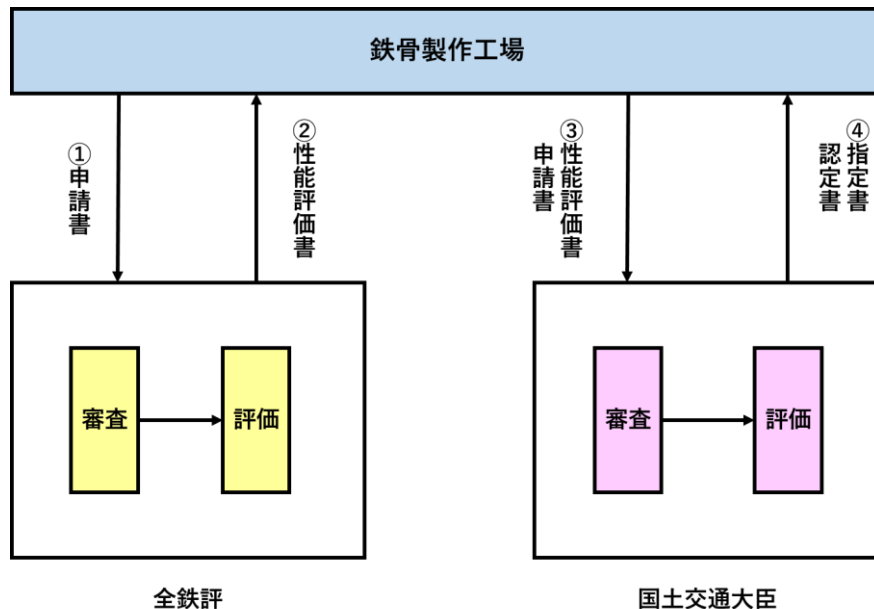 鉄骨製作工場
①申請書
②性能評価書
③性能評価書
申請書
④指定書
認定書
審査
評価
審査
評価
全鉄評
国土交通大臣